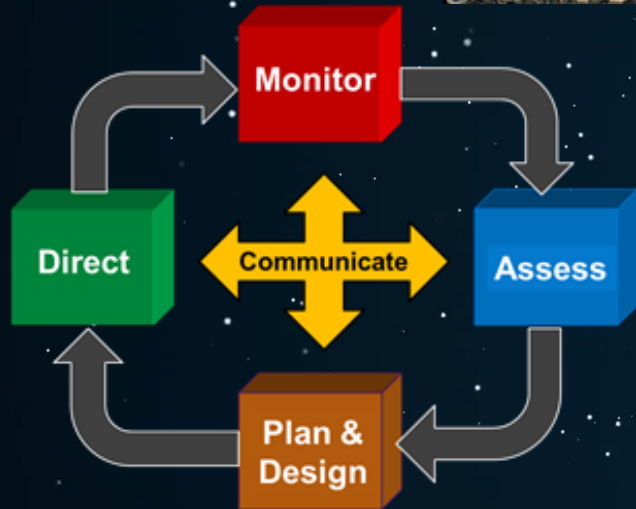 Monitor
Direct
Communicate
Assess
Plan &
Design